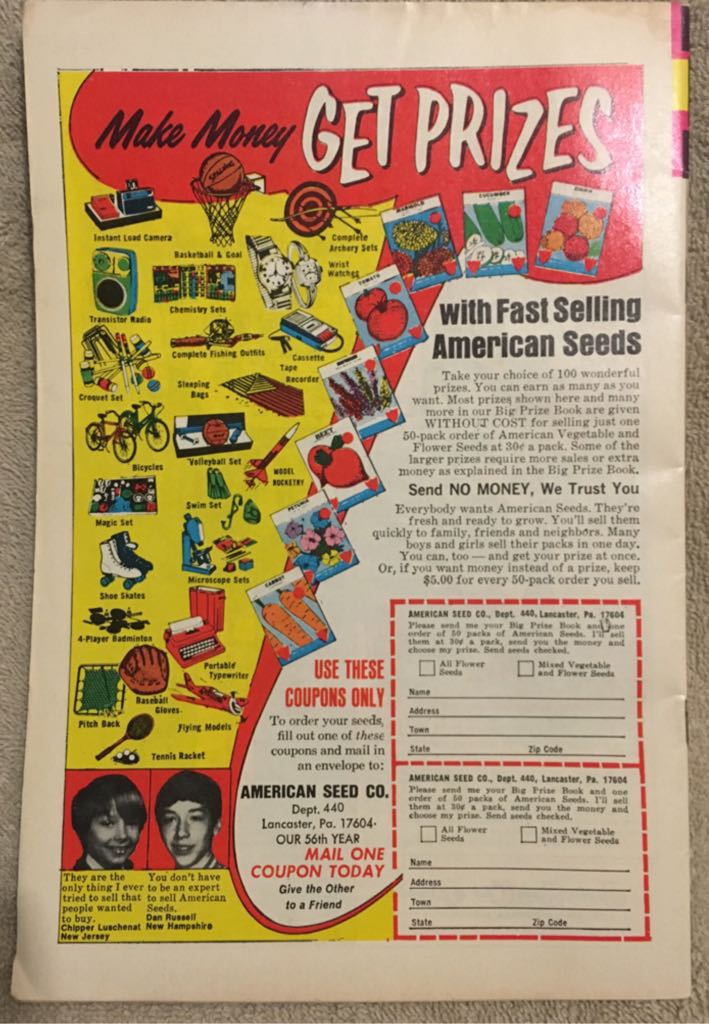 Make Money GET PRIZES
SPALDING
Instant Load Camera
Basketball & Goal
Complete
Archery Sets
Wrist
Watches
Transistor Radio
Chemistry Sets
Complete Fishing Outfits
Cassette
Tape
Recorder
Croquet Set
Sleeping
Bags
Bicycles
Volleyball Set
MODEL
ROCKETRY
Magic Set
Swim Set
Shoe Skates
Microscope Sets
4-Player Badminton
Portable
Typewriter
Baseball
Gloves
Pitch Back
Flying Models
Tennis Racket
MARIGOLD
CUCUMBER
ZINNIA
TOMATO
BEET
PETUNIA
CARROT
with Fast Selling
American Seeds
Take your choice of 100 wonderful
prizes. You can earn as many as you
want. Most prizes shown here and many
more in our Big Prize Book are given
WITHOUT COST for selling just one
50-pack order of American Vegetable and
Flower Seeds at 30¢ a pack. Some of the
larger prizes require more sales or extra
money as explained in the Big Prize Book.
Send NO MONEY, We Trust You
Everybody wants American Seeds. They're
fresh and ready to grow. You'll sell them
quickly to family, friends and neighbors. Many
boys and girls sell their packs in one day.
You can, too — and get your prize at once.
Or, if you want money instead of a prize, keep
$5.00 for every 50-pack order you sell.
USE THESE
COUPONS ONLY
To order your seeds,
fill out one of these
coupons and mail in
an envelope to:
AMERICAN SEED CO.
Dept. 440
Lancaster, Pa. 17604
OUR 56th YEAR
MAIL ONE
COUPON TODAY
Give the Other
to a Friend
AMERICAN SEED CO., Dept. 440, Lancaster, Pa. 17604
Please send me your Big Prize Book and one
order of 50 packs of American Seeds. I'll sell
them at 30¢ a pack, send you the money and
choose my prize. Send seeds checked.
All Flower
Seeds
Mixed Vegetable
and Flower Seeds
Name
Address
Town
State Zip Code
AMERICAN SEED CO., Dept. 440, Lancaster, Pa. 17604
Please send me your Big Prize Book and one
order of 50 packs of American Seeds. I'll sell
them at 30¢ a pack, send you the money and
choose my prize. Send seeds checked.
All Flower
Seeds
Mixed Vegetable
and Flower Seeds
Name
Address
Town
State Zip Code
They are the
only thing I ever
tried to sell that
people wanted
to buy.
Chipper Luschenat
New Jersey
You don't have
to be an expert
to sell American
Seeds.
Dan Russell
New Hampshire